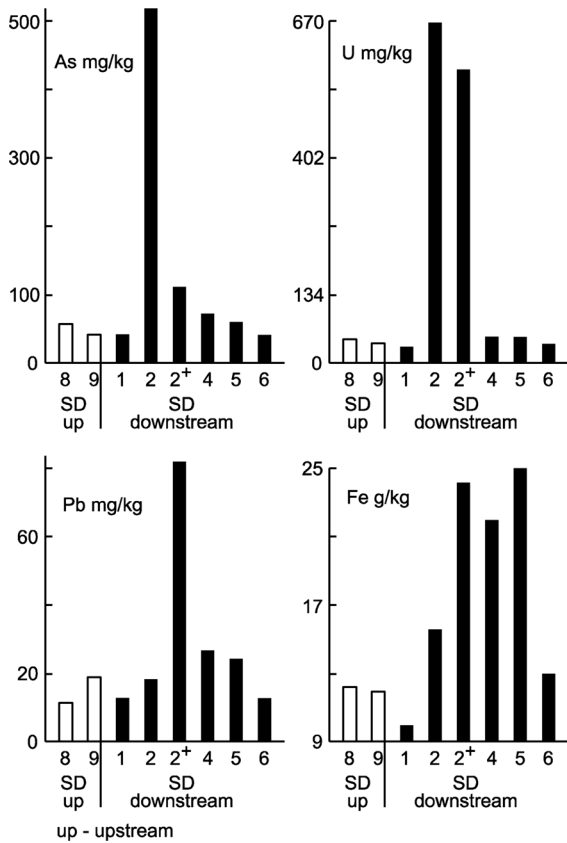 500
300
100
0
As mg/kg
8 9 1 2 2+ 4 5 6
SD SD
up downstream
670
402
134
0
U mg/kg
8 9 1 2 2+ 4 5 6
SD SD
up downstream
60
20
0
Pb mg/kg
8 9 1 2 2+ 4 5 6
SD SD
up downstream
25
17
9
Fe g/kg
8 9 1 2 2+ 4 5 6
SD SD
up downstream
up - upstream